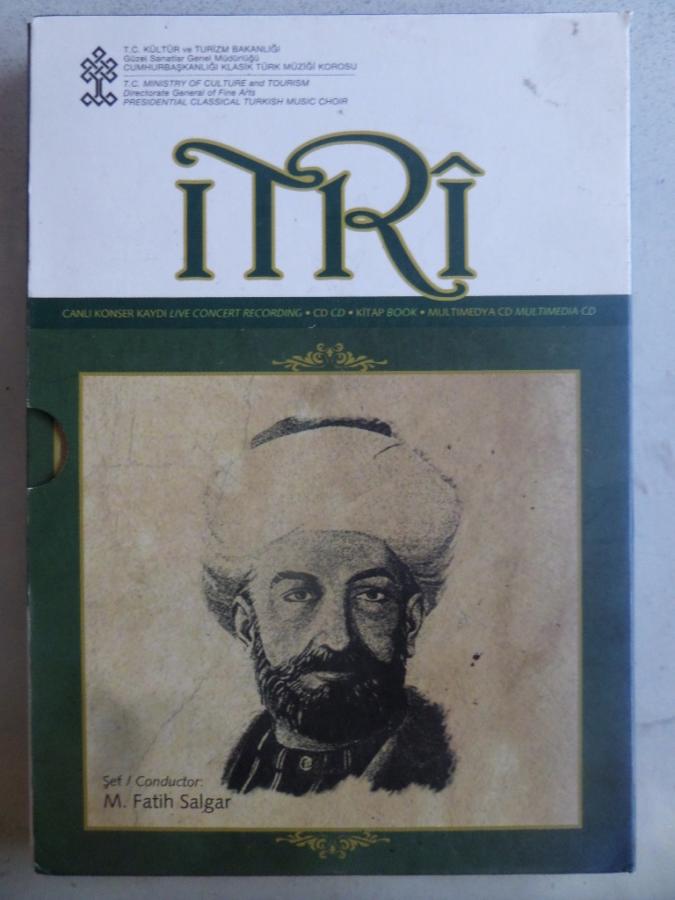 T.C. KÜLTÜR ve TURİZM BAKANLIĞI
Güzel Sanatlar Genel Müdürlüğü
CUMHURBAŞKANLIĞI KLASİK TÜRK MÜZİĞİ KOROSU
T.C. MINISTRY OF CULTURE and TOURISM
Directorate General of Fine Arts
PRESIDENTIAL CLASSICAL TURKISH MUSIC CHOIR
ITRÎ
CANLI KONSER KAYDI LIVE CONCERT RECORDING • CD CD • KİTAP BOOK • MULTIMEDYA CD MULTIMEDIA CD
Şef / Conductor:
M. Fatih Salgar